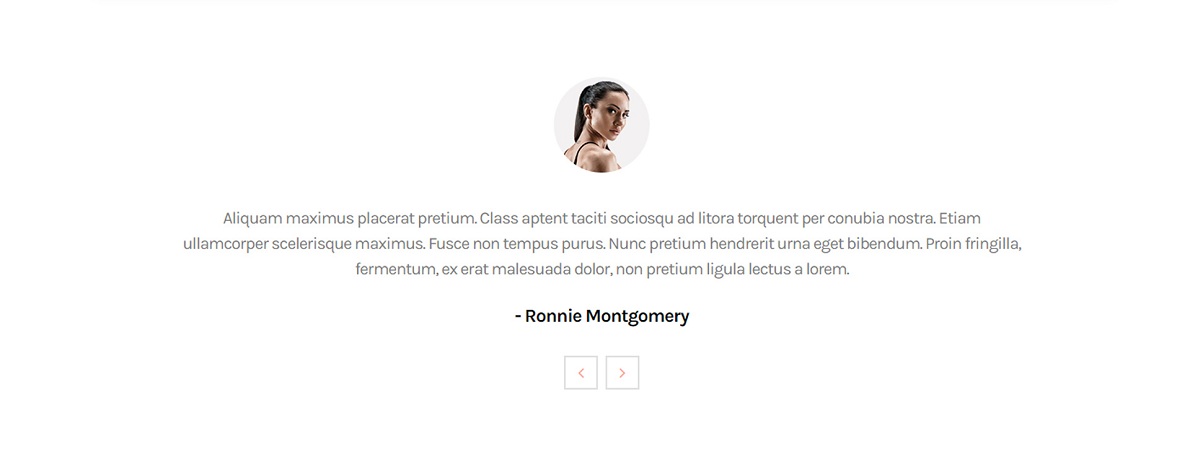 Aliquam maximus placerat pretium. Class aptent taciti sociosqu ad litora torquent per conubia nostra. Etiam
ullamcorper scelerisque maximus. Fusce non tempus purus. Nunc pretium hendrerit urna eget bibendum. Proin fringilla,
fermentum, ex erat malesuada dolor, non pretium ligula lectus a lorem.
- Ronnie Montgomery